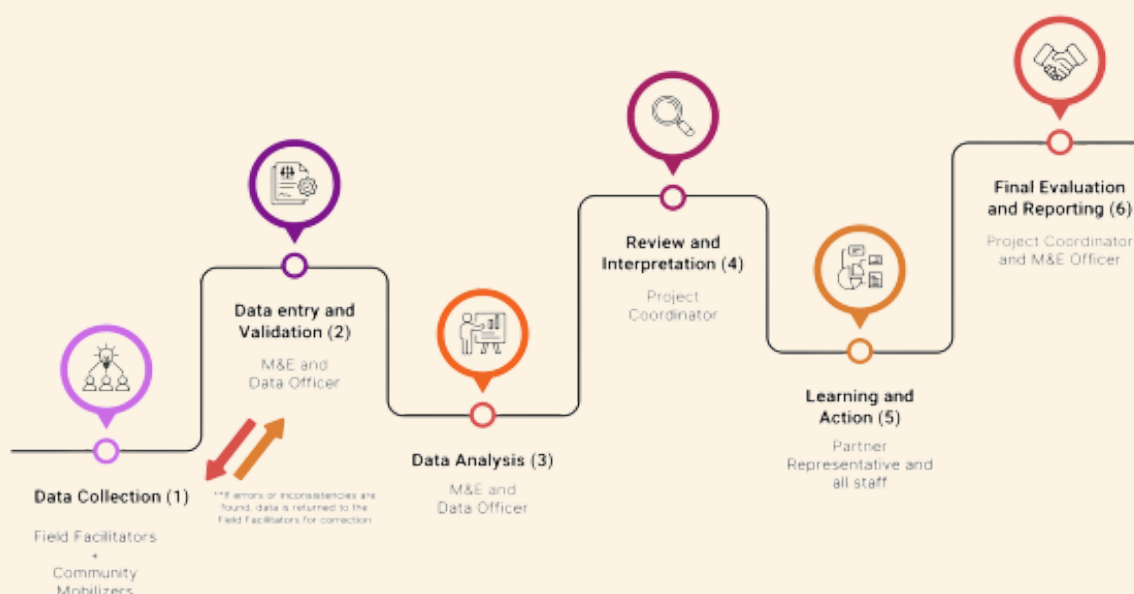 Data Collection (1)
Field Facilitators
+
Community
Mobilizers
Data entry and
Validation (2)
M&E and
Data Officer
**If errors or inconsistencies are
found, data is returned to the
Field Facilitators for correction
Data Analysis (3)
M&E and
Data Officer
Review and
Interpretation (4)
Project
Coordinator
Learning and
Action (5)
Partner
Representative and
all staff
Final Evaluation
and Reporting (6)
Project Coordinator
and M&E Officer